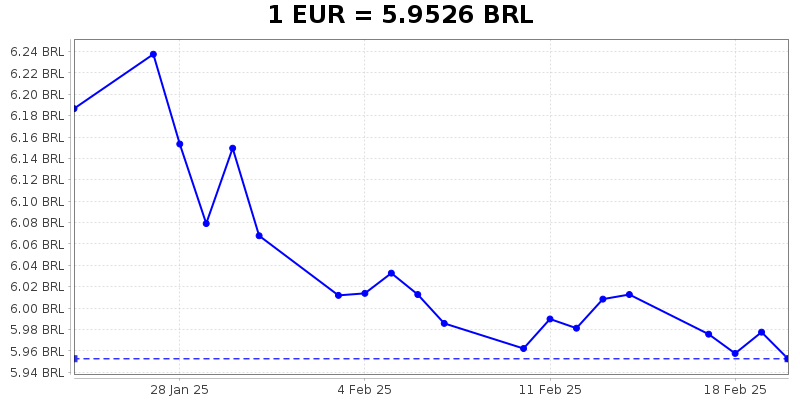 1 EUR = 5.9526 BRL
6.24 BRL
6.22 BRL
6.20 BRL
6.18 BRL
6.16 BRL
6.14 BRL
6.12 BRL
6.10 BRL
6.08 BRL
6.06 BRL
6.04 BRL
6.02 BRL
6.00 BRL
5.98 BRL
5.96 BRL
5.94 BRL
28 Jan 25 4 Feb 25 11 Feb 25 18 Feb 25